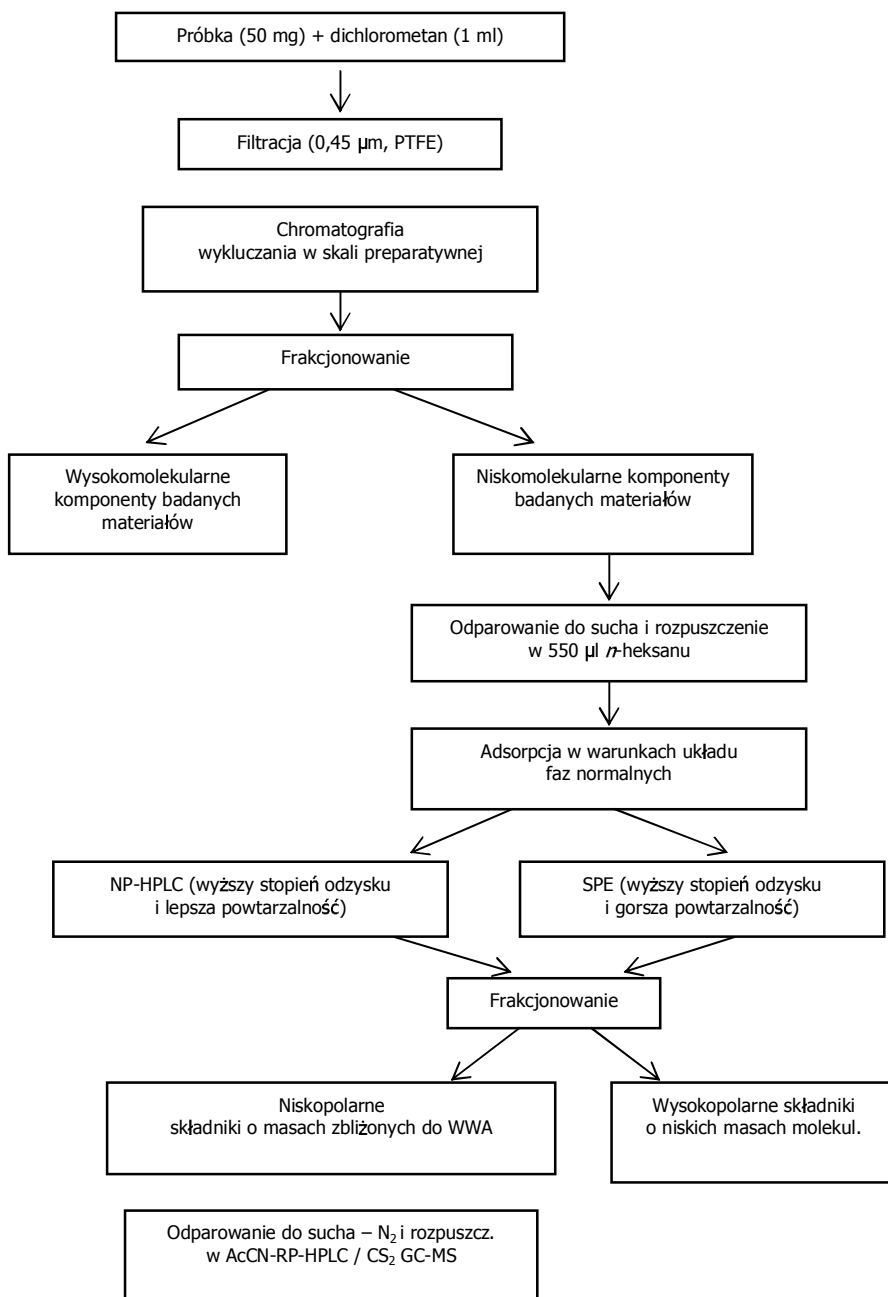 Próbka (50 mg) + dichlorometan (1 ml)
Filtracja (0,45 µm, PTFE)
Chromatografia
wykluczania w skali preparatywnej
Frakcjonowanie
Wysokomolekularne
komponenty badanych
materiałów
Niskomolekularne komponenty
badanych materiałów
Odparowanie do sucha i rozpuszczenie
w 550 µl n-heksanu
Adsorpcja w warunkach układu
faz normalnych
NP-HPLC (wyższy stopień odzysku
i lepsza powtarzalność)
SPE (wyższy stopień odzysku
i gorsza powtarzalność)
Frakcjonowanie
Niskopolarne
składniki o masach zbliżonych do WWA
Wysokopolarne składniki
o niskich masach molekul.
Odparowanie do sucha – N₂ i rozpuszcz.
w AcCN-RP-HPLC / CS₂ GC-MS